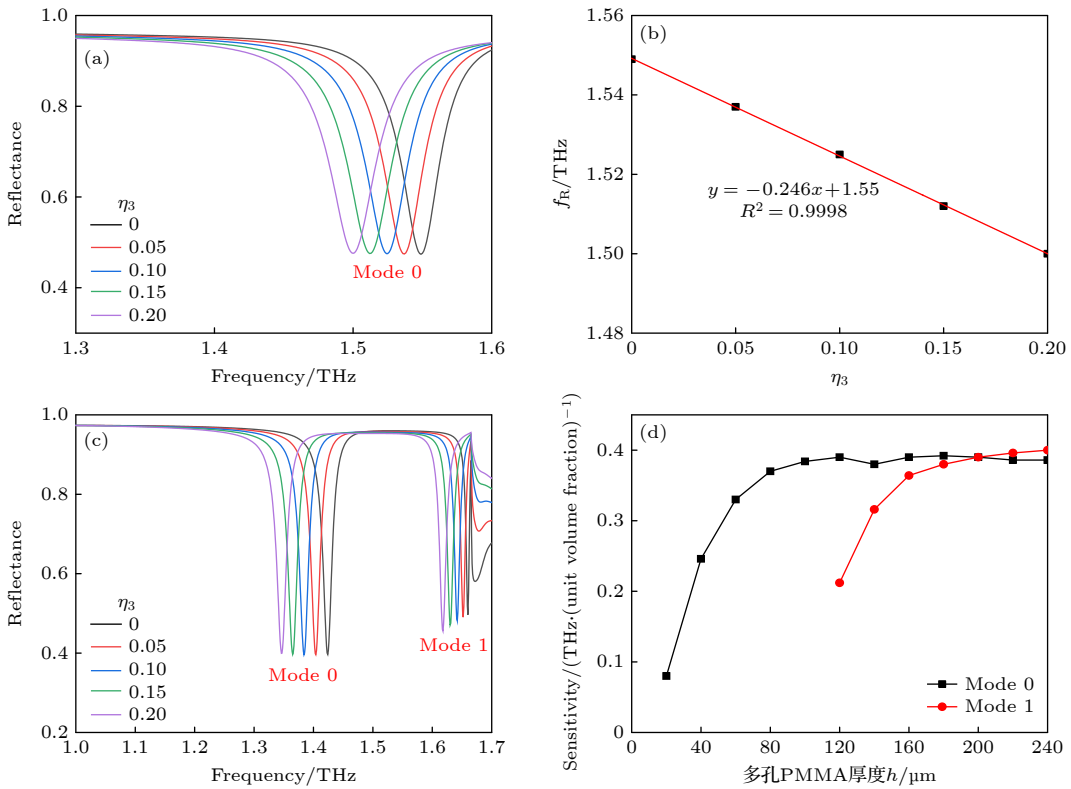 (a)
1.0
0.8
0.6
0.4
Reflectance
η3
0
0.05
0.10
0.15
0.20
Mode 0
1.3
1.4
1.5
1.6
Frequency/THz
(b)
1.56
1.54
1.52
1.50
1.48
fR/THz
y = −0.246x+1.55
R² = 0.9998
0
0.05
0.10
0.15
0.20
η3
(c)
1.0
0.8
0.6
0.4
0.2
Reflectance
η3
0
0.05
0.10
0.15
0.20
Mode 0
Mode 1
1.0
1.1
1.2
1.3
1.4
1.5
1.6
1.7
Frequency/THz
(d)
0.4
0.3
0.2
0.1
0
Sensitivity/(THz·(unit volume fraction)⁻¹
Mode 0
Mode 1
0
40
80
120
160
200
240
多孔PMMA厚度h/μm